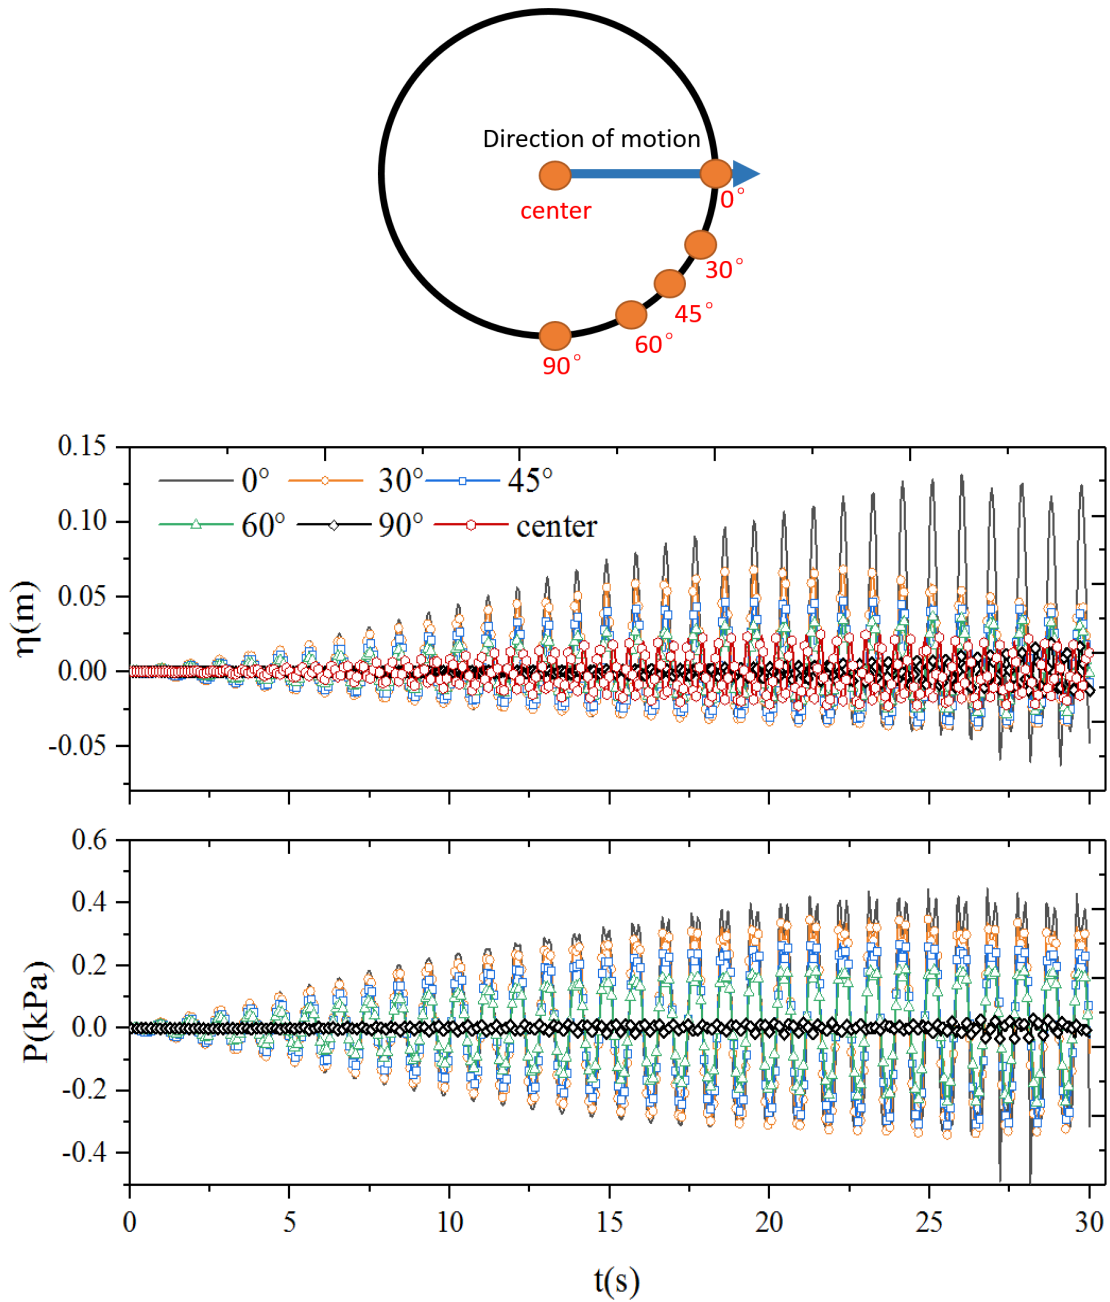 Direction of motion
center
0°
30°
45°
60°
90°
0.15
0.10
0.05
0.00
-0.05
η(m)
0° 30° 45°
60° 90° center
0.6
0.4
0.2
0.0
-0.2
-0.4
P(kPa)
0 5 10 15 20 25 30
t(s)